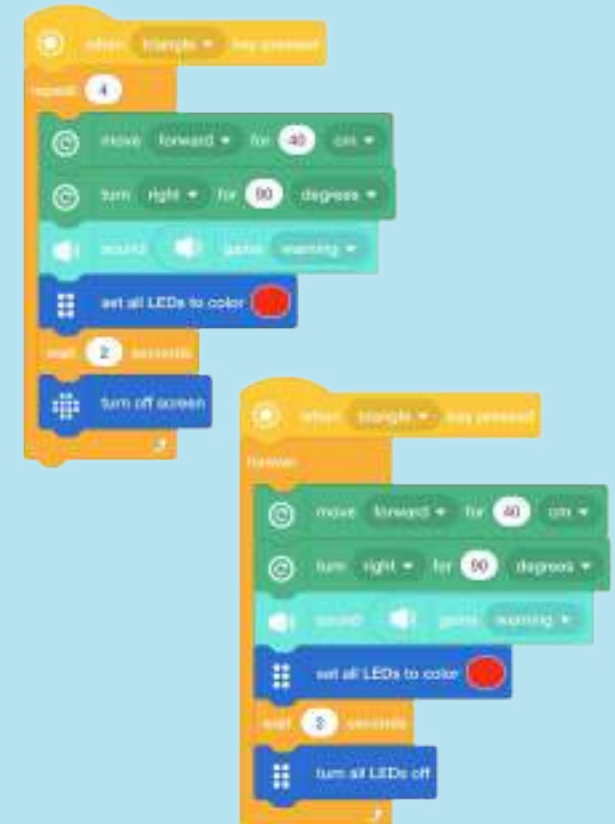 when triangle key pressed
repeat 4
move forward for 40 cm
turn right for 90 degrees
sound game warning
set all LEDs to color
wait 2 seconds
turn off screen
when triangle key pressed
forever
move forward for 40 cm
turn right for 90 degrees
sound game warning
set all LEDs to color
wait seconds
turn all LEDs off